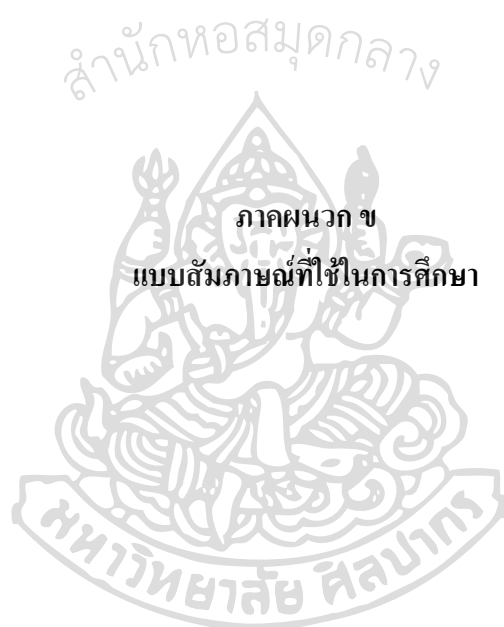 สำนักหอสมุดกลาง
ภาคผนวก ข
แบบสัมภาษณ์ที่ใช้ในการศึกษา
มหาวิทยาลัย ศิลปากร